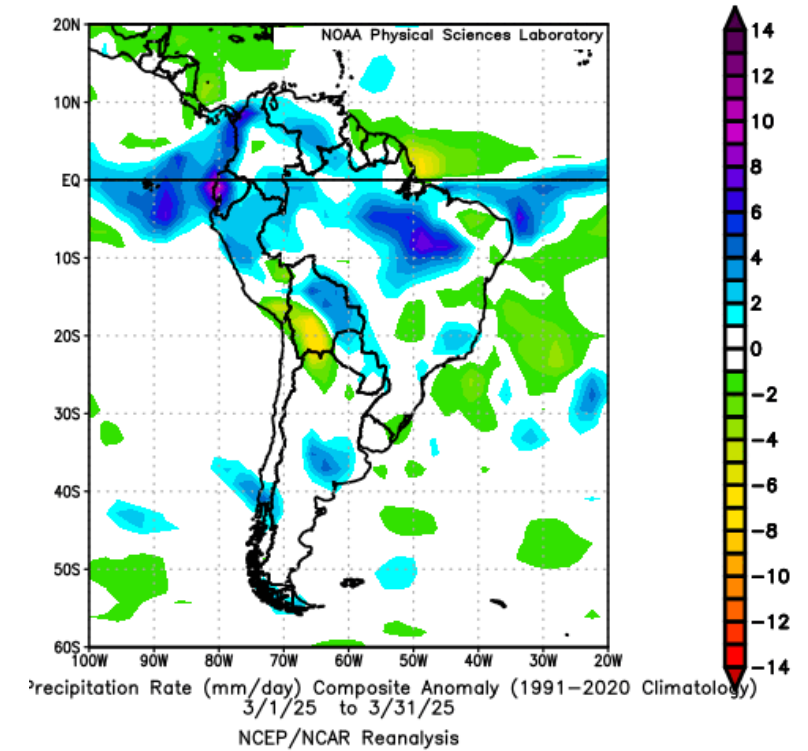 NOAA Physical Sciences Laboratory
20N
10N
EQ
10S
20S
30S
40S
50S
60S
100W 90W 80W 70W 60W 50W 40W 30W 20W
14
12
10
8
6
4
2
0
−2
−4
−6
−8
−10
−12
−14
Precipitation Rate (mm/day) Composite Anomaly (1991−2020 Climatology)
3/1/25 to 3/31/25
NCEP/NCAR Reanalysis